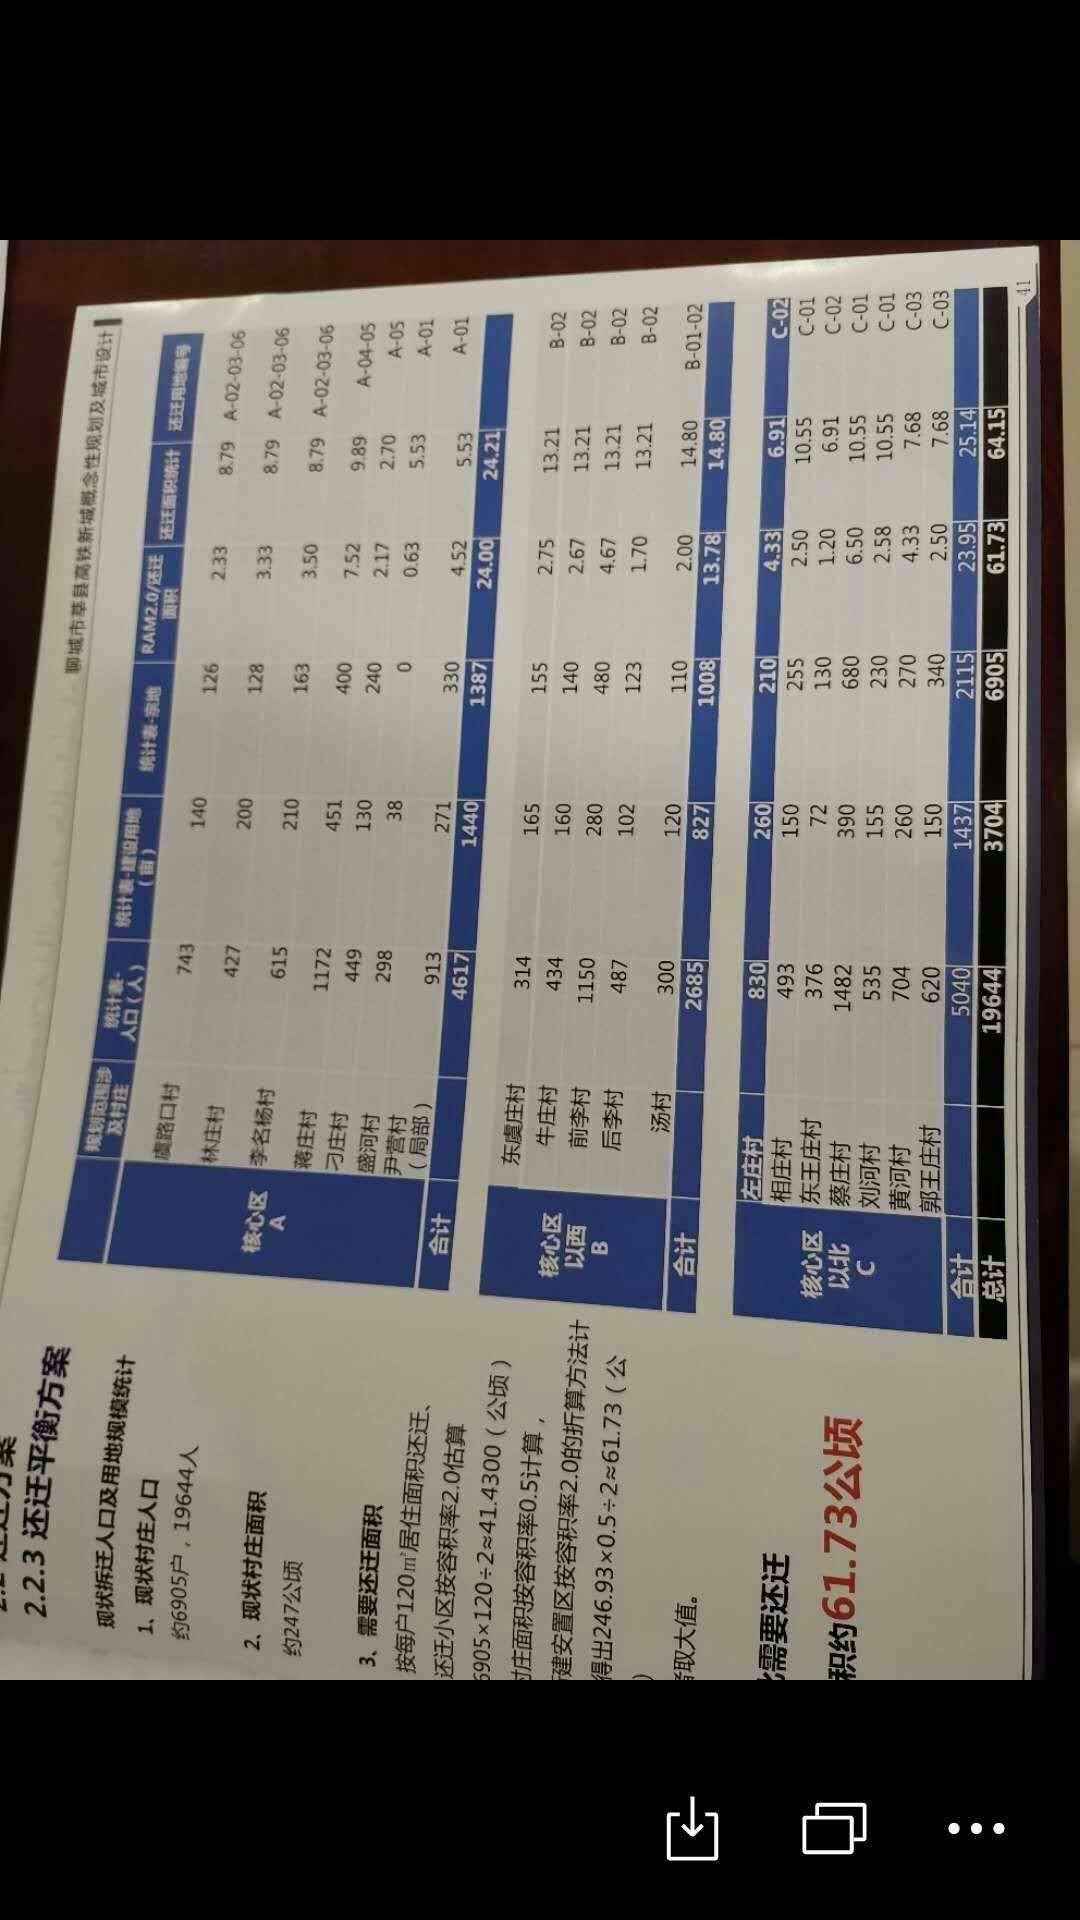 聊城市莘县高铁新城概念性规划及城市设计
2.2.3 还迁平衡方案
现状拆迁人口及用地规模统计
1、现状村庄人口
约6905户，19644人
2、现状村庄面积
约247公顷
3、需要还迁面积
按每户120㎡居住面积还迁、
还迁小区按容积率2.0估算
6905×120÷2≈41.4300（公顷）
村庄面积按容积率0.5计算，
建安置区按容积率2.0的折算方法计
得出246.93×0.5÷2≈61.73（公
）
取大值。
需要还迁
积约61.73公顷
规划范围涉及村庄 统计表-人口（人） 统计表-建设用地（亩） 统计表-宗地 RAM2.0/还迁面积 还迁面积统计 还迁用地编号
核心区 A
虞路口村 743 140 126 2.33 8.79 A-02-03-06
林庄村 427 200 128 3.33 8.79 A-02-03-06
李名杨村 615 210 163 3.50 8.79 A-02-03-06
蒋庄村 1172 451 400 7.52 9.89 A-04-05
刁庄村 449 130 240 2.17 2.70 A-05
盛河村 298 38 0 0.63 5.53 A-01
尹营村（局部） 913 271 330 4.52 5.53 A-01
合计 4617 1440 1387 24.00 24.21
核心区以西 B
东虞庄村 314 165 155 2.75 13.21 B-02
牛庄村 434 160 140 2.67 13.21 B-02
前李村 1150 280 480 4.67 13.21 B-02
后李村 487 102 123 1.70 13.21 B-02
汤村 300 120 110 2.00 14.80 B-01-02
合计 2685 827 1008 13.78 14.80
核心区以北 C
左庄村 830 260 210 4.33 6.91 C-02
相庄村 493 150 255 2.50 10.55 C-01
东王庄村 376 72 130 1.20 6.91 C-02
蔡庄村 1482 390 680 6.50 10.55 C-01
刘河村 535 155 230 2.58 10.55 C-01
黄河村 704 260 270 4.33 7.68 C-03
郭王庄村 620 150 340 2.50 7.68 C-03
合计 5040 1437 2115 23.95 25.14
总计 19644 3704 6905 61.73 64.15
41